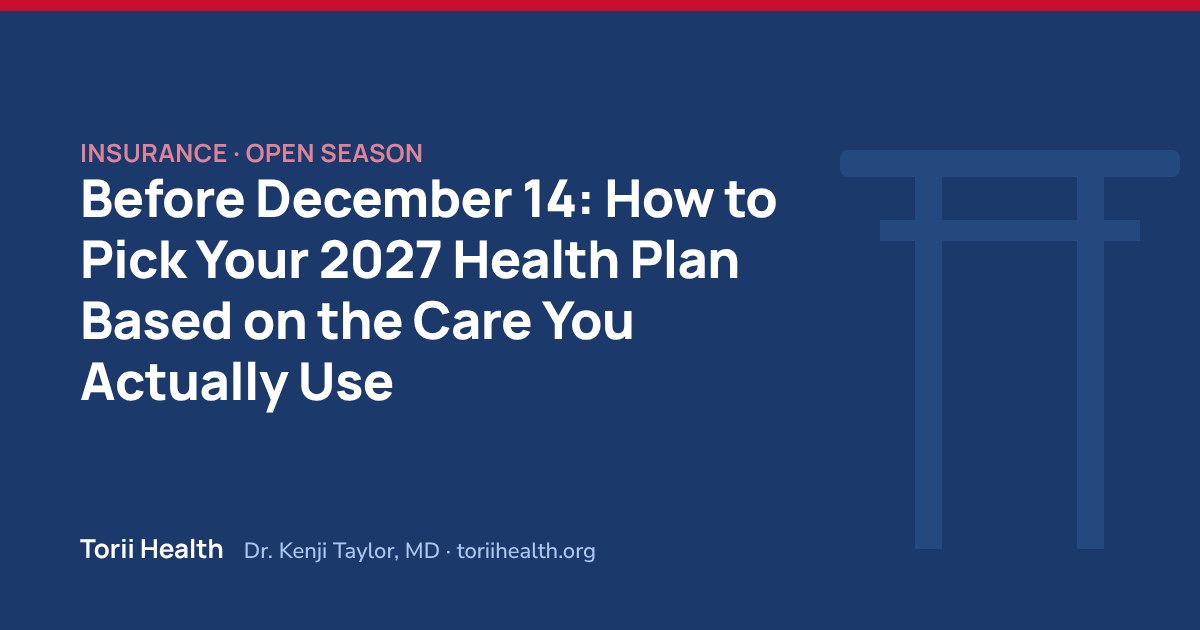 INSURANCE · OPEN SEASON
Before December 14: How to
Pick Your 2027 Health Plan
Based on the Care You
Actually Use
Torii Health Dr. Kenji Taylor, MD · toriihealth.org